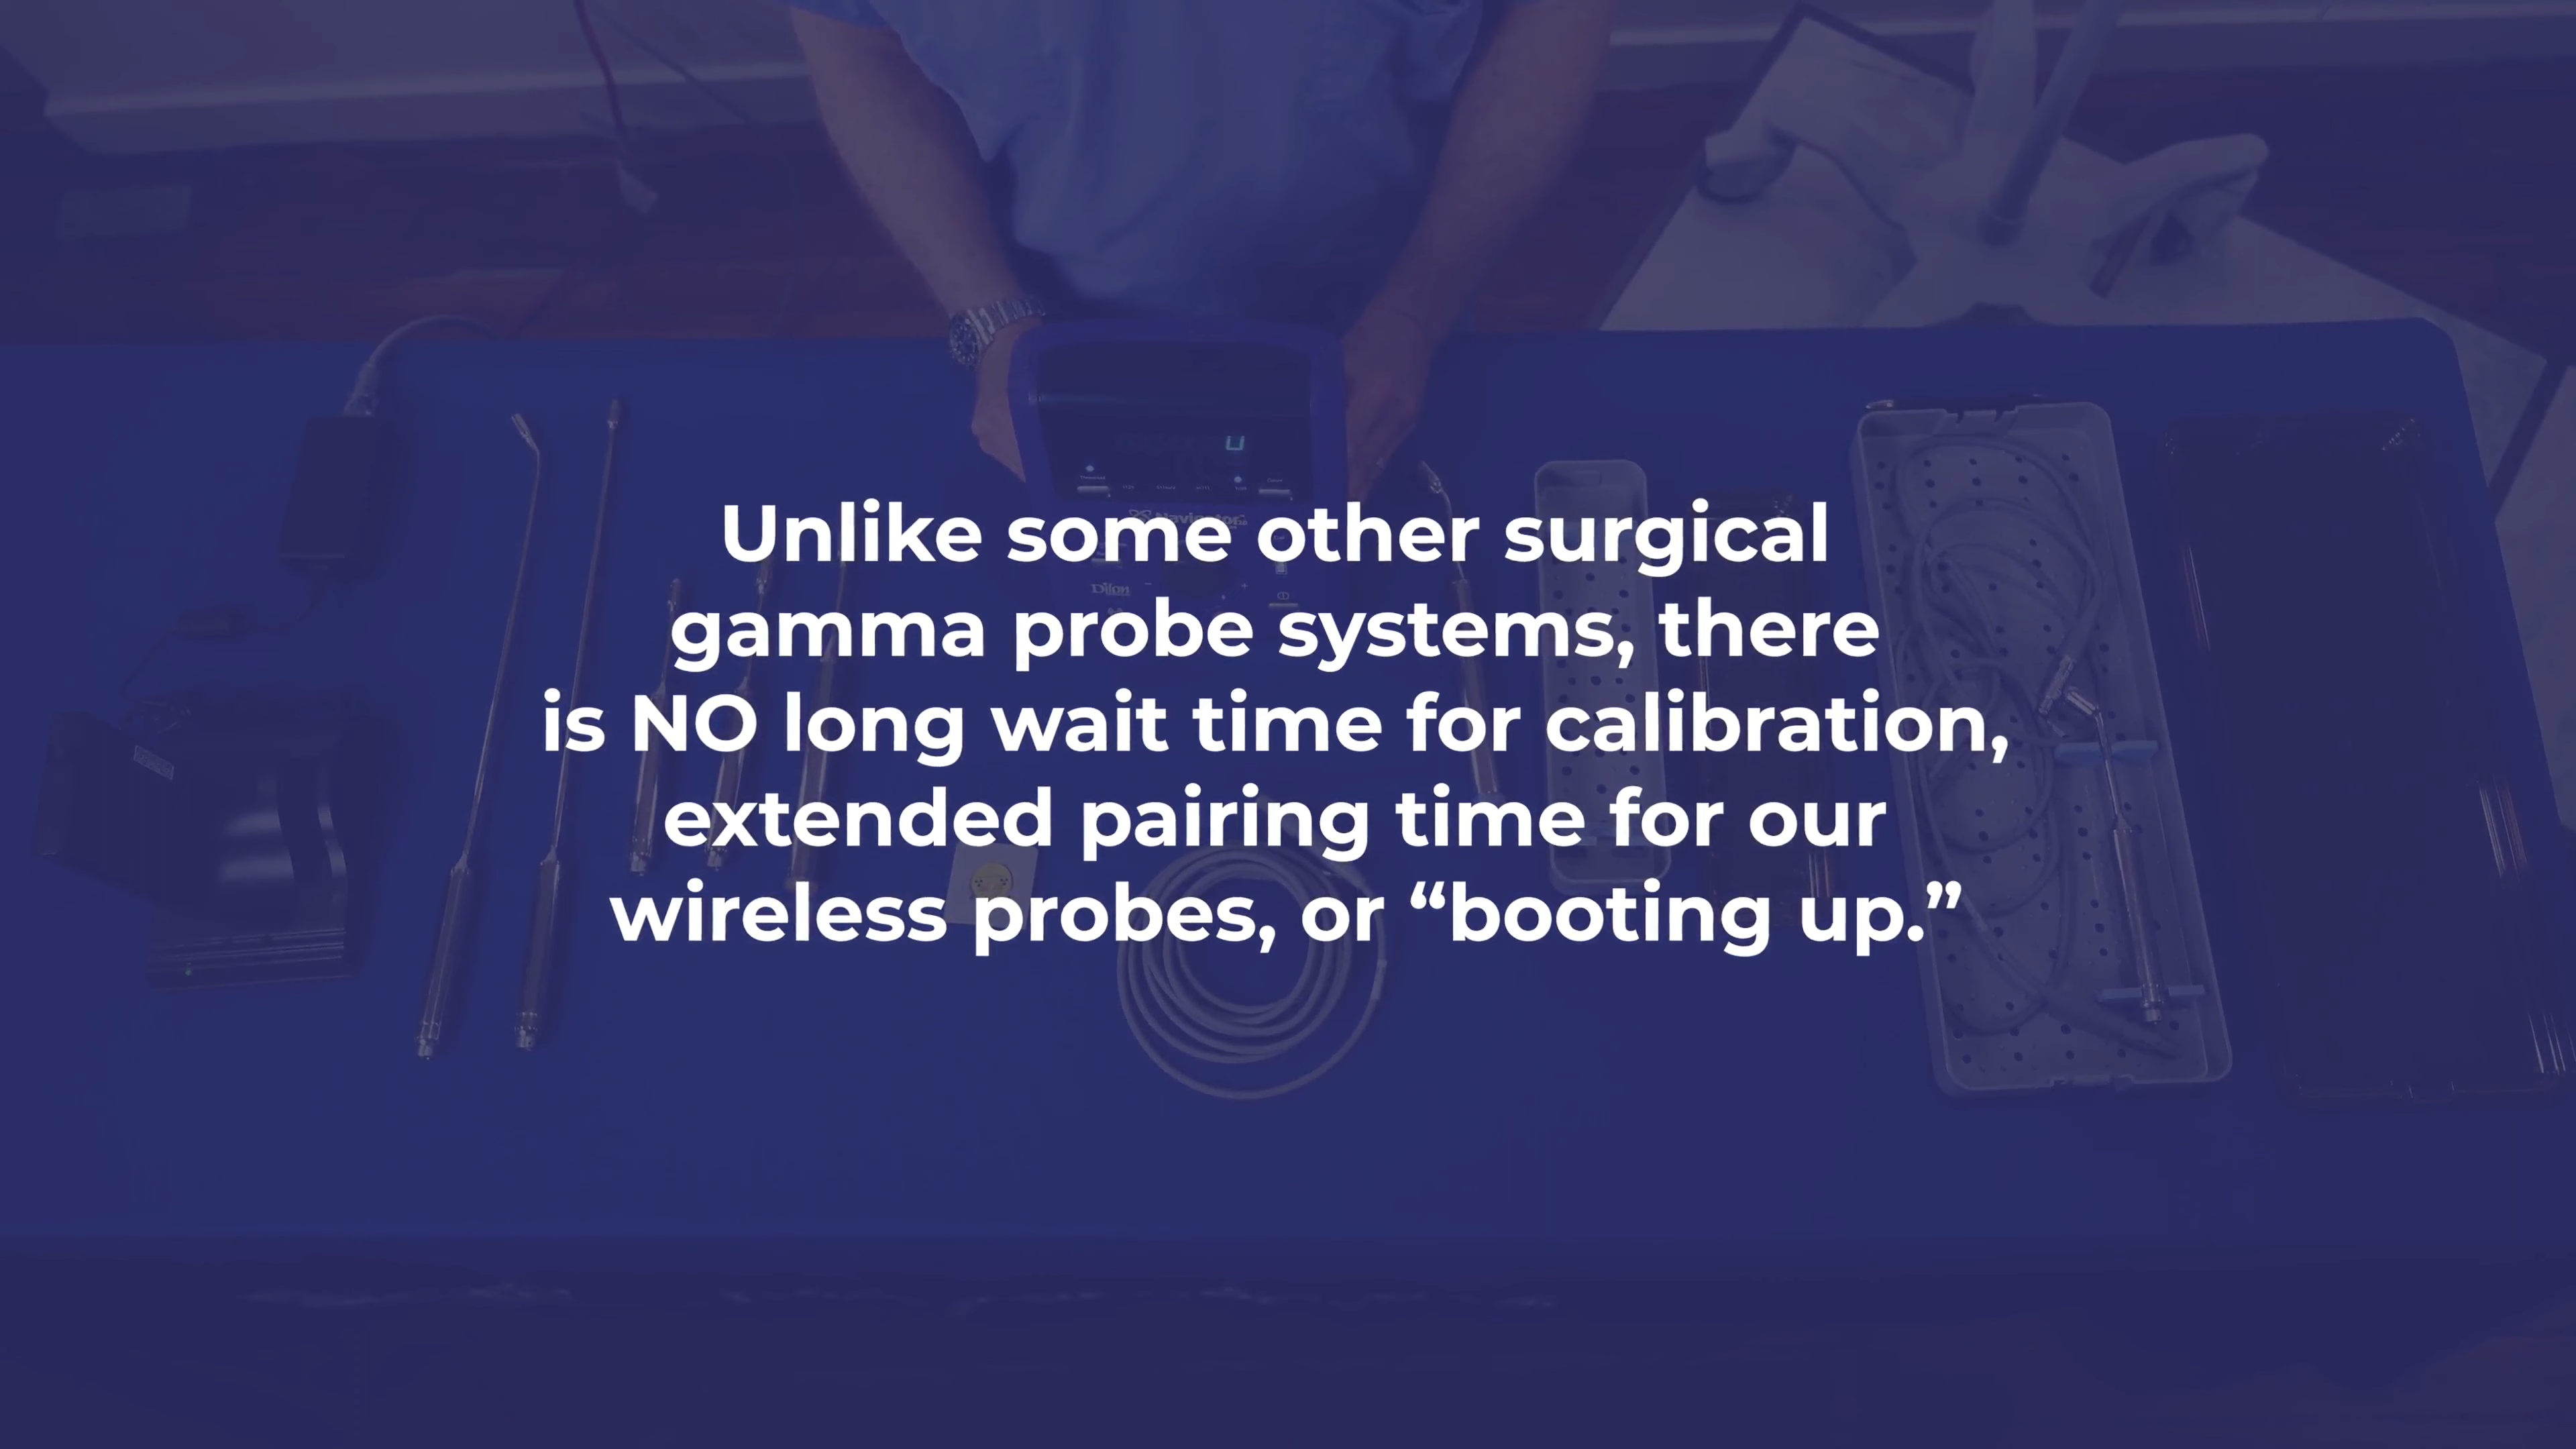 Unlike some other surgical
gamma probe systems, there
is NO long wait time for calibration,
extended pairing time for our
wireless probes, or “booting up.”